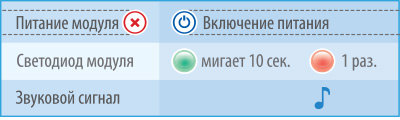 Питание модуля Включение питания
Светодиод модуля мигает 10 сек. 1 раз.
Звуковой сигнал